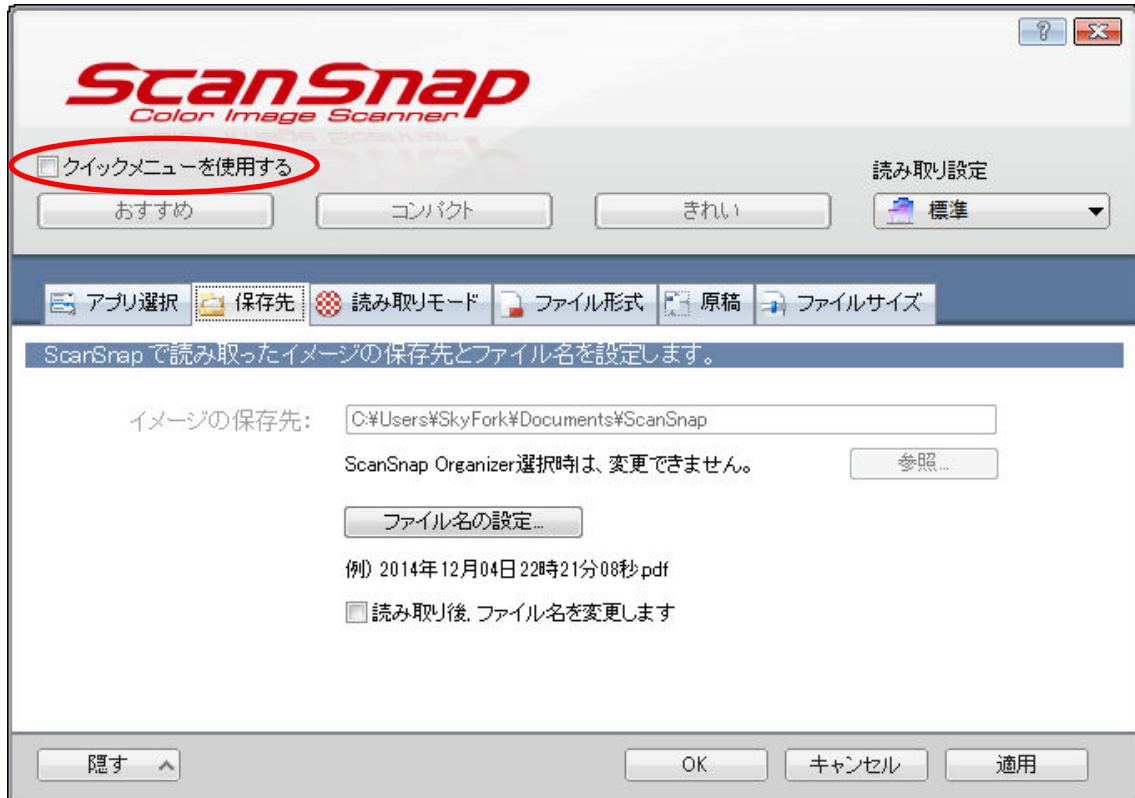 ScanSnap
Color Image Scanner
クイックメニューを使用する
読み取り設定
おすすめ
コンパクト
きれい
標準
アプリ選択
保存先
読み取りモード
ファイル形式
原稿
ファイルサイズ
ScanSnap で読み取ったイメージの保存先とファイル名を設定します。
イメージの保存先:
C:¥Users¥SkyFork¥Documents¥ScanSnap
ScanSnap Organizer選択時は、変更できません。
参照...
ファイル名の設定...
例) 2014年12月04日22時21分08秒.pdf
読み取り後、ファイル名を変更します
隠す
OK
キャンセル
適用